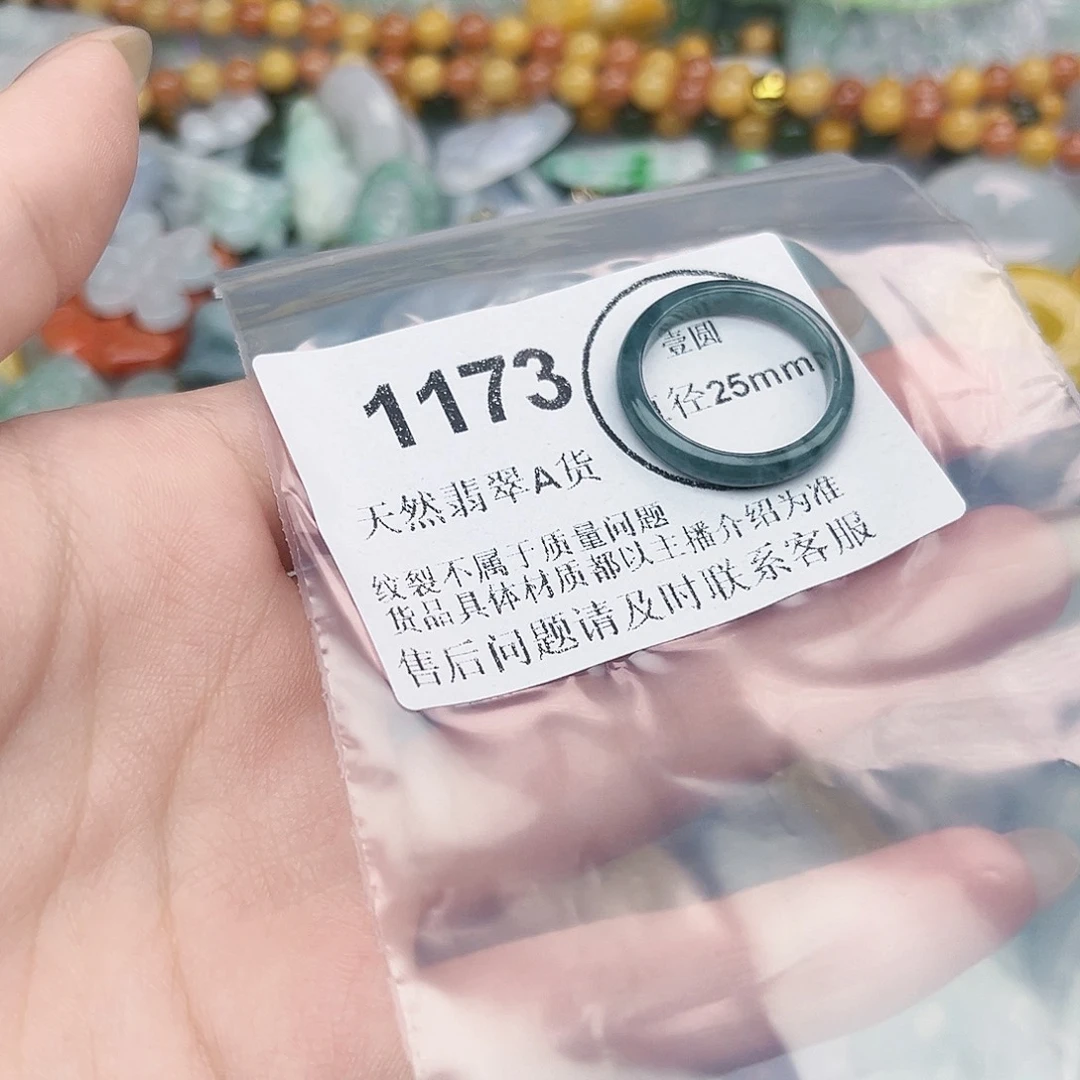 1173
壹圆
径25mm
天然翡翠A货
纹裂不属于质量问题
货品具体材质都以主播介绍为准
售后问题请及时联系客服